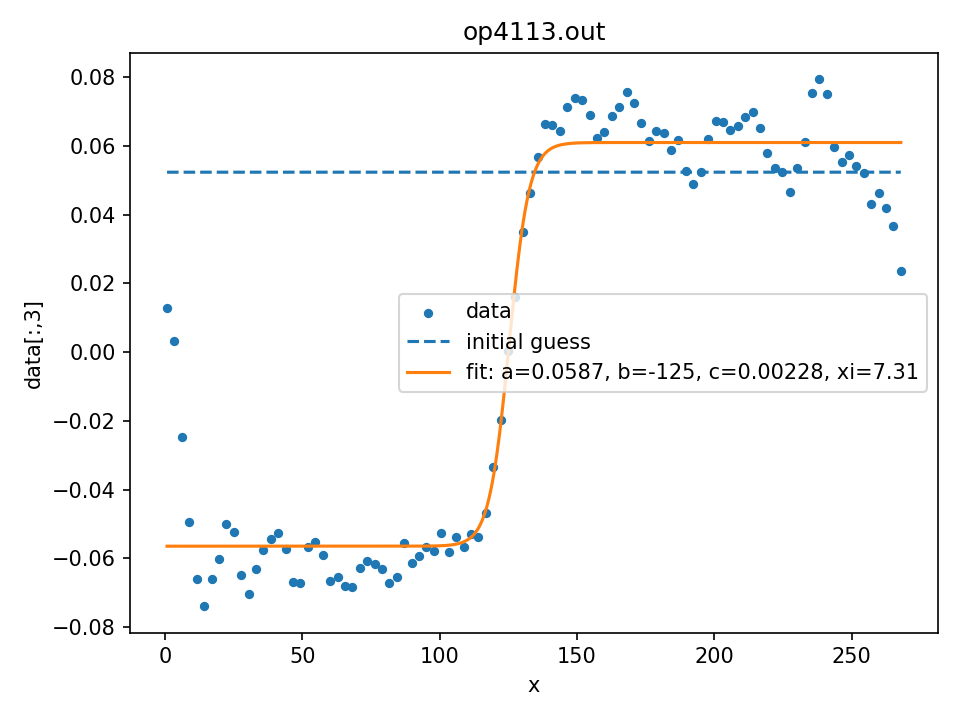 op4113.out
0.08
0.06
0.04
0.02
0.00
−0.02
−0.04
−0.06
−0.08
data[:,3]
data
initial guess
fit: a=0.0587, b=-125, c=0.00228, xi=7.31
0 50 100 150 200 250
x